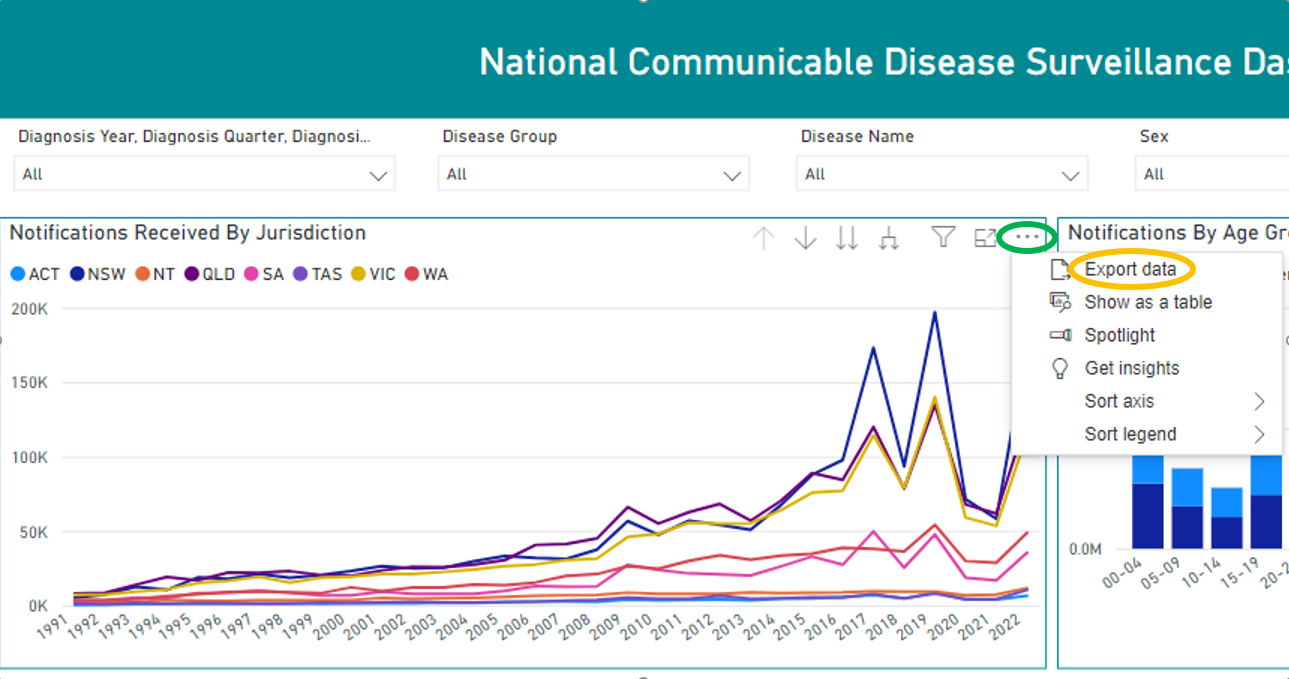 National Communicable Disease Surveillance Da
Diagnosis Year, Diagnosis Quarter, Diagnosi...
Disease Group
Disease Name
Sex
All
All
All
All
Notifications Received By Jurisdiction
Notifications By Age Gr
ACT NSW NT QLD SA TAS VIC WA
Export data
Show as a table
Spotlight
Get insights
Sort axis
Sort legend
200K
150K
100K
50K
0K
1991 1992 1993 1994 1995 1996 1997 1998 1999 2000 2001 2002 2003 2004 2005 2006 2007 2008 2009 2010 2011 2012 2013 2014 2015 2016 2017 2018 2019 2020 2021 2022
0.0M
00-04 05-09 10-14 15-19 20-2